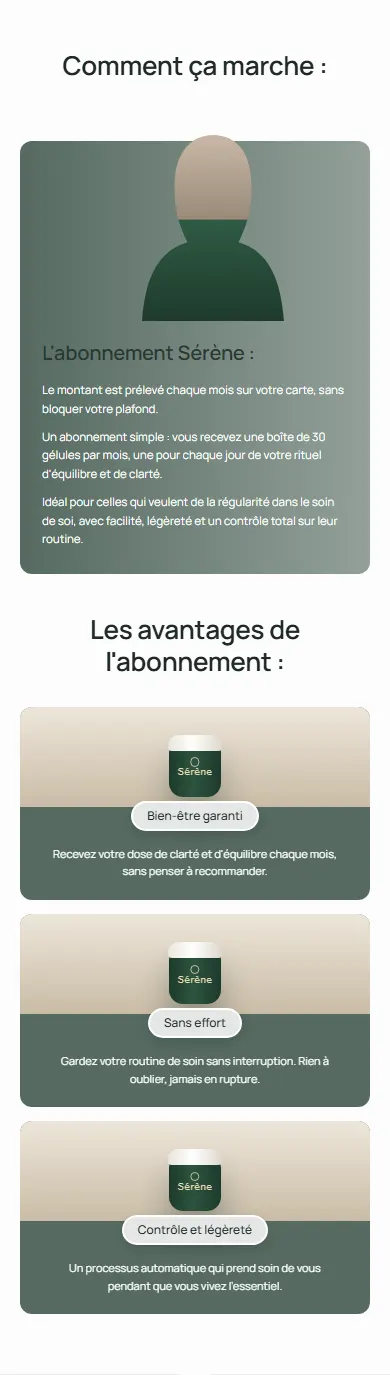 Comment ça marche :
L'abonnement Sérène :
Le montant est prélevé chaque mois sur votre carte, sans
bloquer votre plafond.
Un abonnement simple : vous recevez une boîte de 30
gélules par mois, une pour chaque jour de votre rituel
d'équilibre et de clarté.
Idéal pour celles qui veulent de la régularité dans le soin
de soi, avec facilité, légèreté et un contrôle total sur leur
routine.
Les avantages de
l'abonnement :
Sérène
Bien-être garanti
Recevez votre dose de clarté et d'équilibre chaque mois,
sans penser à recommander.
Sérène
Sans effort
Gardez votre routine de soin sans interruption. Rien à
oublier, jamais en rupture.
Sérène
Contrôle et légèreté
Un processus automatique qui prend soin de vous
pendant que vous vivez l'essentiel.